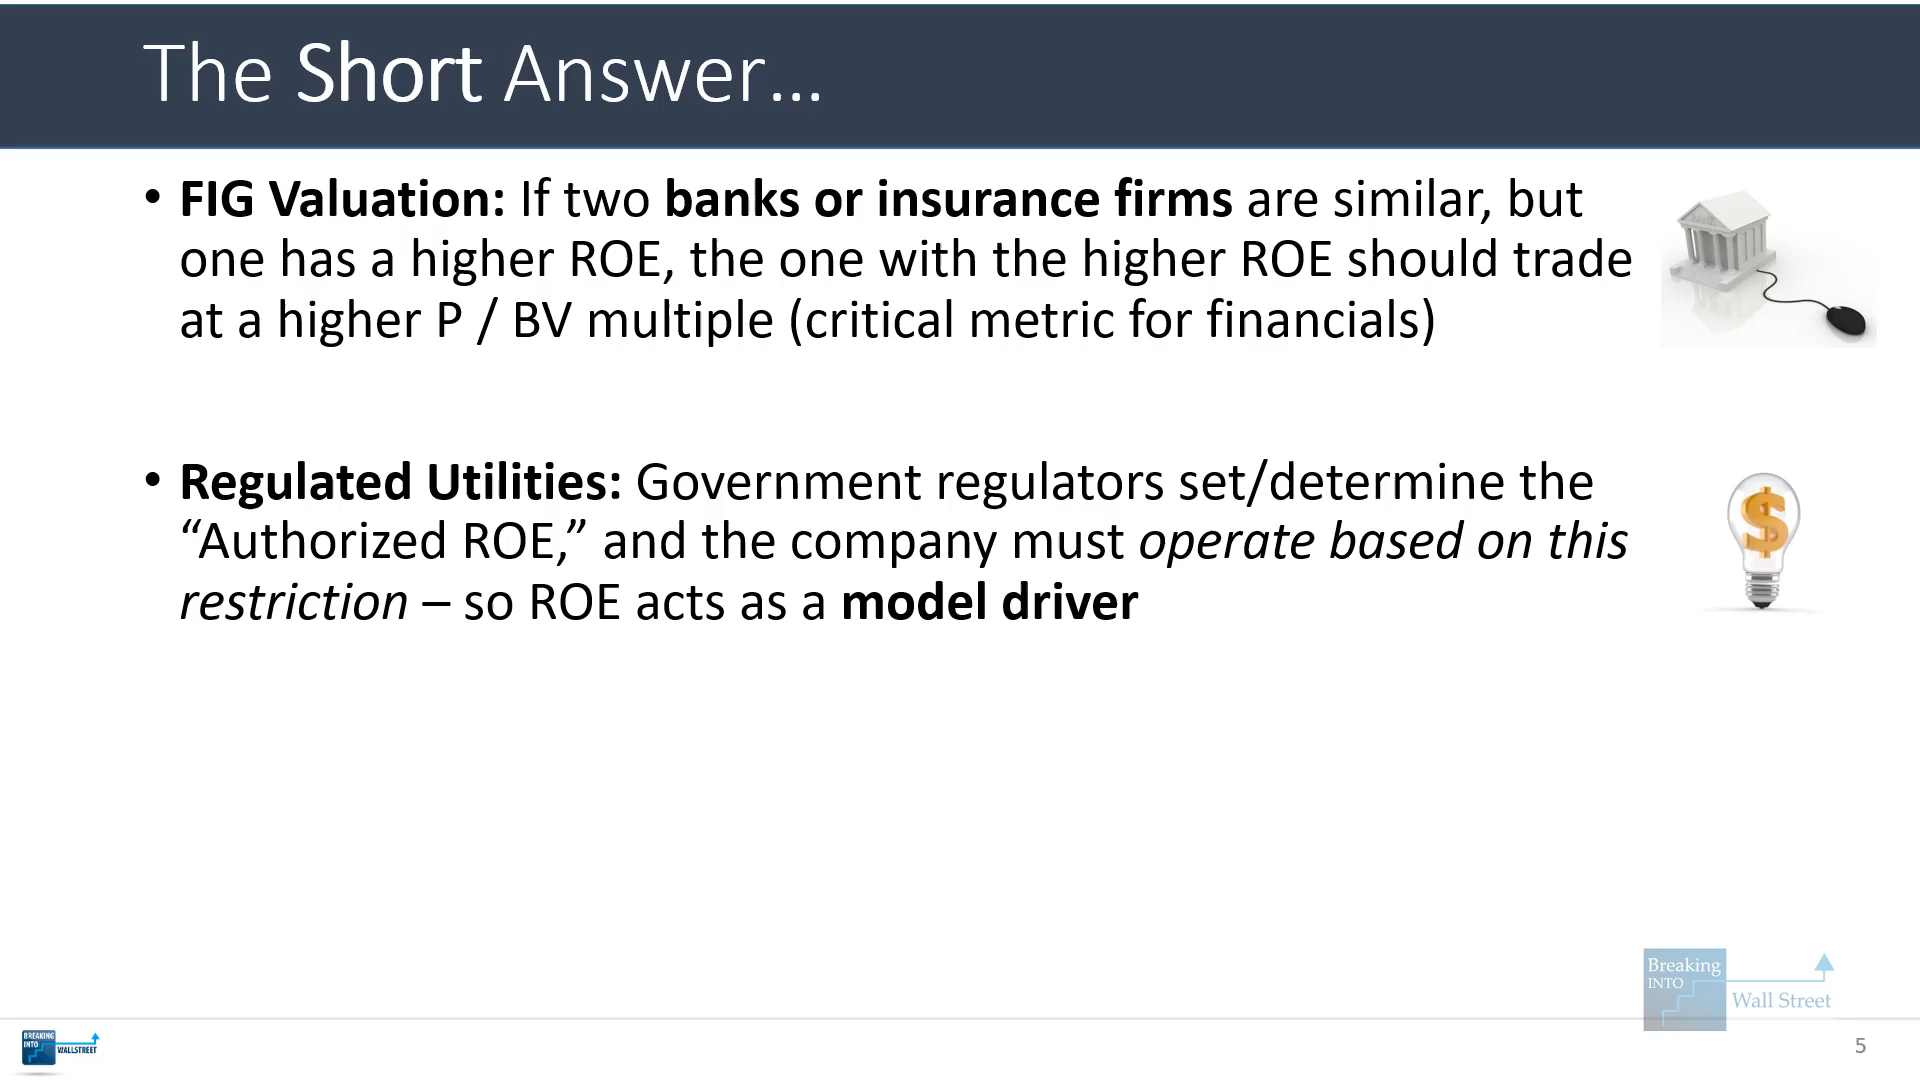 The Short Answer...
• FIG Valuation: If two banks or insurance firms are similar, but
one has a higher ROE, the one with the higher ROE should trade
at a higher P / BV multiple (critical metric for financials)
• Regulated Utilities: Government regulators set/determine the
“Authorized ROE,” and the company must operate based on this
restriction – so ROE acts as a model driver
Breaking
INTO
Wall Street
BREAKING
INTO
WALLSTREET
5